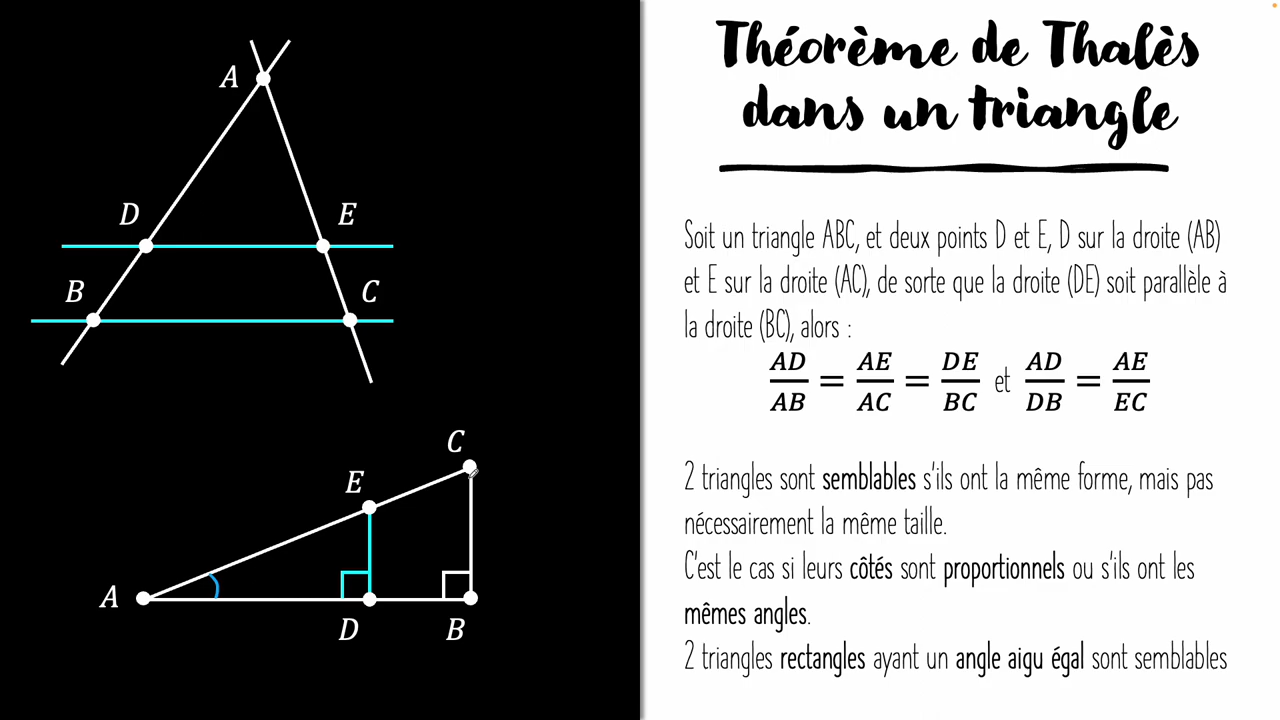 Théorème de Thalès
dans un triangle
A
D
E
B
C
C
E
A
D
B
Soit un triangle ABC, et deux points D et E, D sur la droite (AB)
et E sur la droite (AC), de sorte que la droite (DE) soit parallèle à
la droite (BC), alors :
AD/AB = AE/AC = DE/BC et AD/DB = AE/EC
2 triangles sont semblables s'ils ont la même forme, mais pas
nécessairement la même taille.
C'est le cas si leurs côtés sont proportionnels ou s'ils ont les
mêmes angles.
2 triangles rectangles ayant un angle aigu égal sont semblables